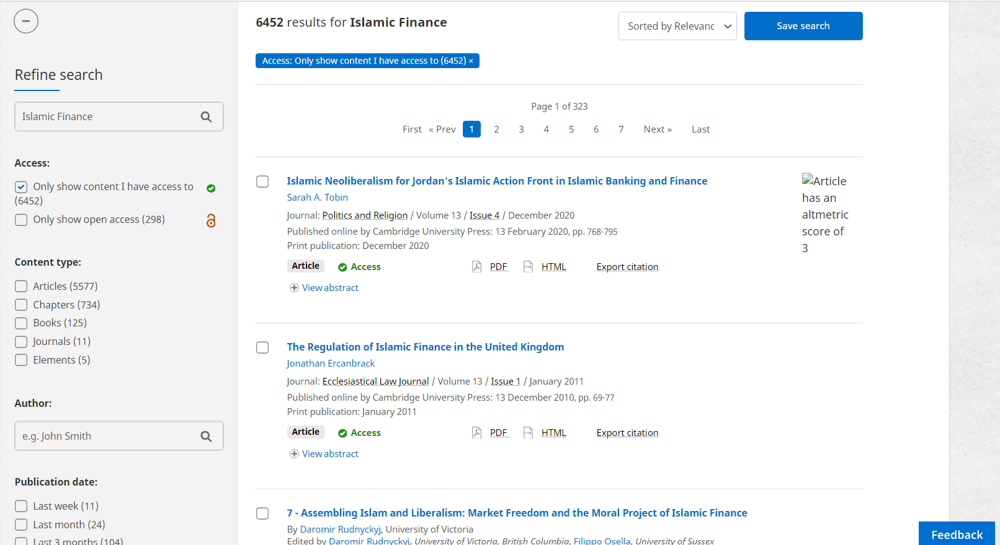 Refine search
Islamic Finance
Access:
Only show content I have access to
(6452)
Only show open access (298)
Content type:
Articles (5577)
Chapters (734)
Books (125)
Journals (11)
Elements (5)
Author:
e.g. John Smith
Publication date:
Last week (11)
Last month (24)
Last 3 months (104)
6452 results for Islamic Finance
Sorted by Relevanc
Save search
Access: Only show content I have access to (6452) ×
Page 1 of 323
First « Prev 1 2 3 4 5 6 7 Next » Last
Islamic Neoliberalism for Jordan's Islamic Action Front in Islamic Banking and Finance
Sarah A. Tobin
Journal: Politics and Religion / Volume 13 / Issue 4 / December 2020
Published online by Cambridge University Press: 13 February 2020, pp. 768-795
Print publication: December 2020
Article Access PDF HTML Export citation
View abstract
Article
has an
altmetric
score of
3
The Regulation of Islamic Finance in the United Kingdom
Jonathan Ercanbrack
Journal: Ecclesiastical Law Journal / Volume 13 / Issue 1 / January 2011
Published online by Cambridge University Press: 13 December 2010, pp. 69-77
Print publication: January 2011
Article Access PDF HTML Export citation
View abstract
7 - Assembling Islam and Liberalism: Market Freedom and the Moral Project of Islamic Finance
By Daromir Rudnyckyj, University of Victoria
Edited by Daromir Rudnyckyj, University of Victoria, British Columbia, Filippo Osella, University of Sussex
Feedback